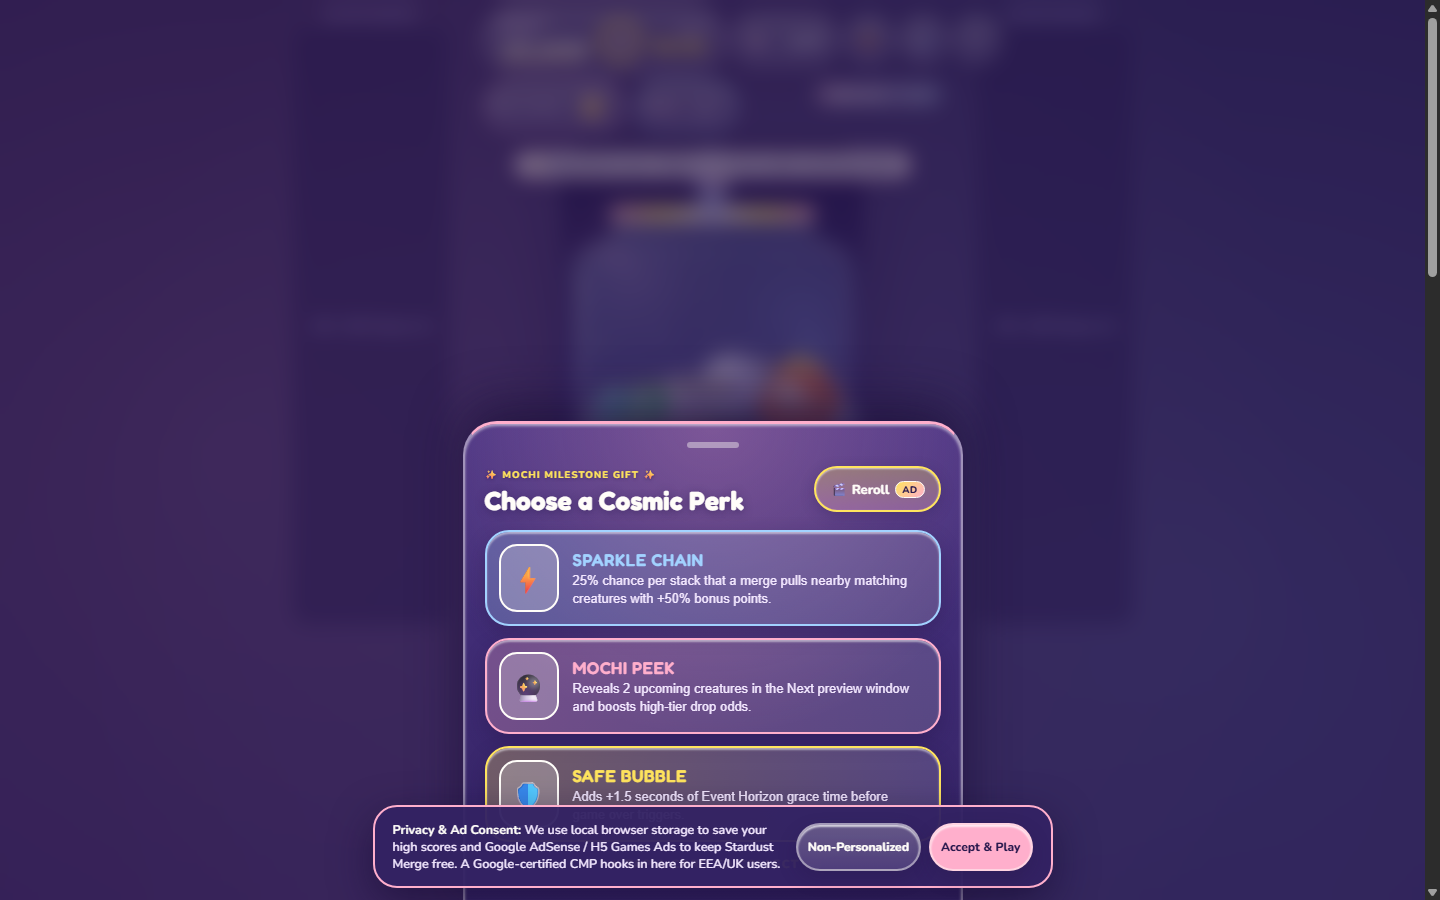 ✨ MOCHI MILESTONE GIFT ✨
Choose a Cosmic Perk
Reroll AD
SPARKLE CHAIN
25% chance per stack that a merge pulls nearby matching
creatures with +50% bonus points.
MOCHI PEEK
Reveals 2 upcoming creatures in the Next preview window
and boosts high-tier drop odds.
SAFE BUBBLE
Adds +1.5 seconds of Event Horizon grace time before
Privacy & Ad Consent: We use local browser storage to save your
high scores and Google AdSense / H5 Games Ads to keep Stardust
Merge free. A Google-certified CMP hooks in here for EEA/UK users.
Non-Personalized
Accept & Play